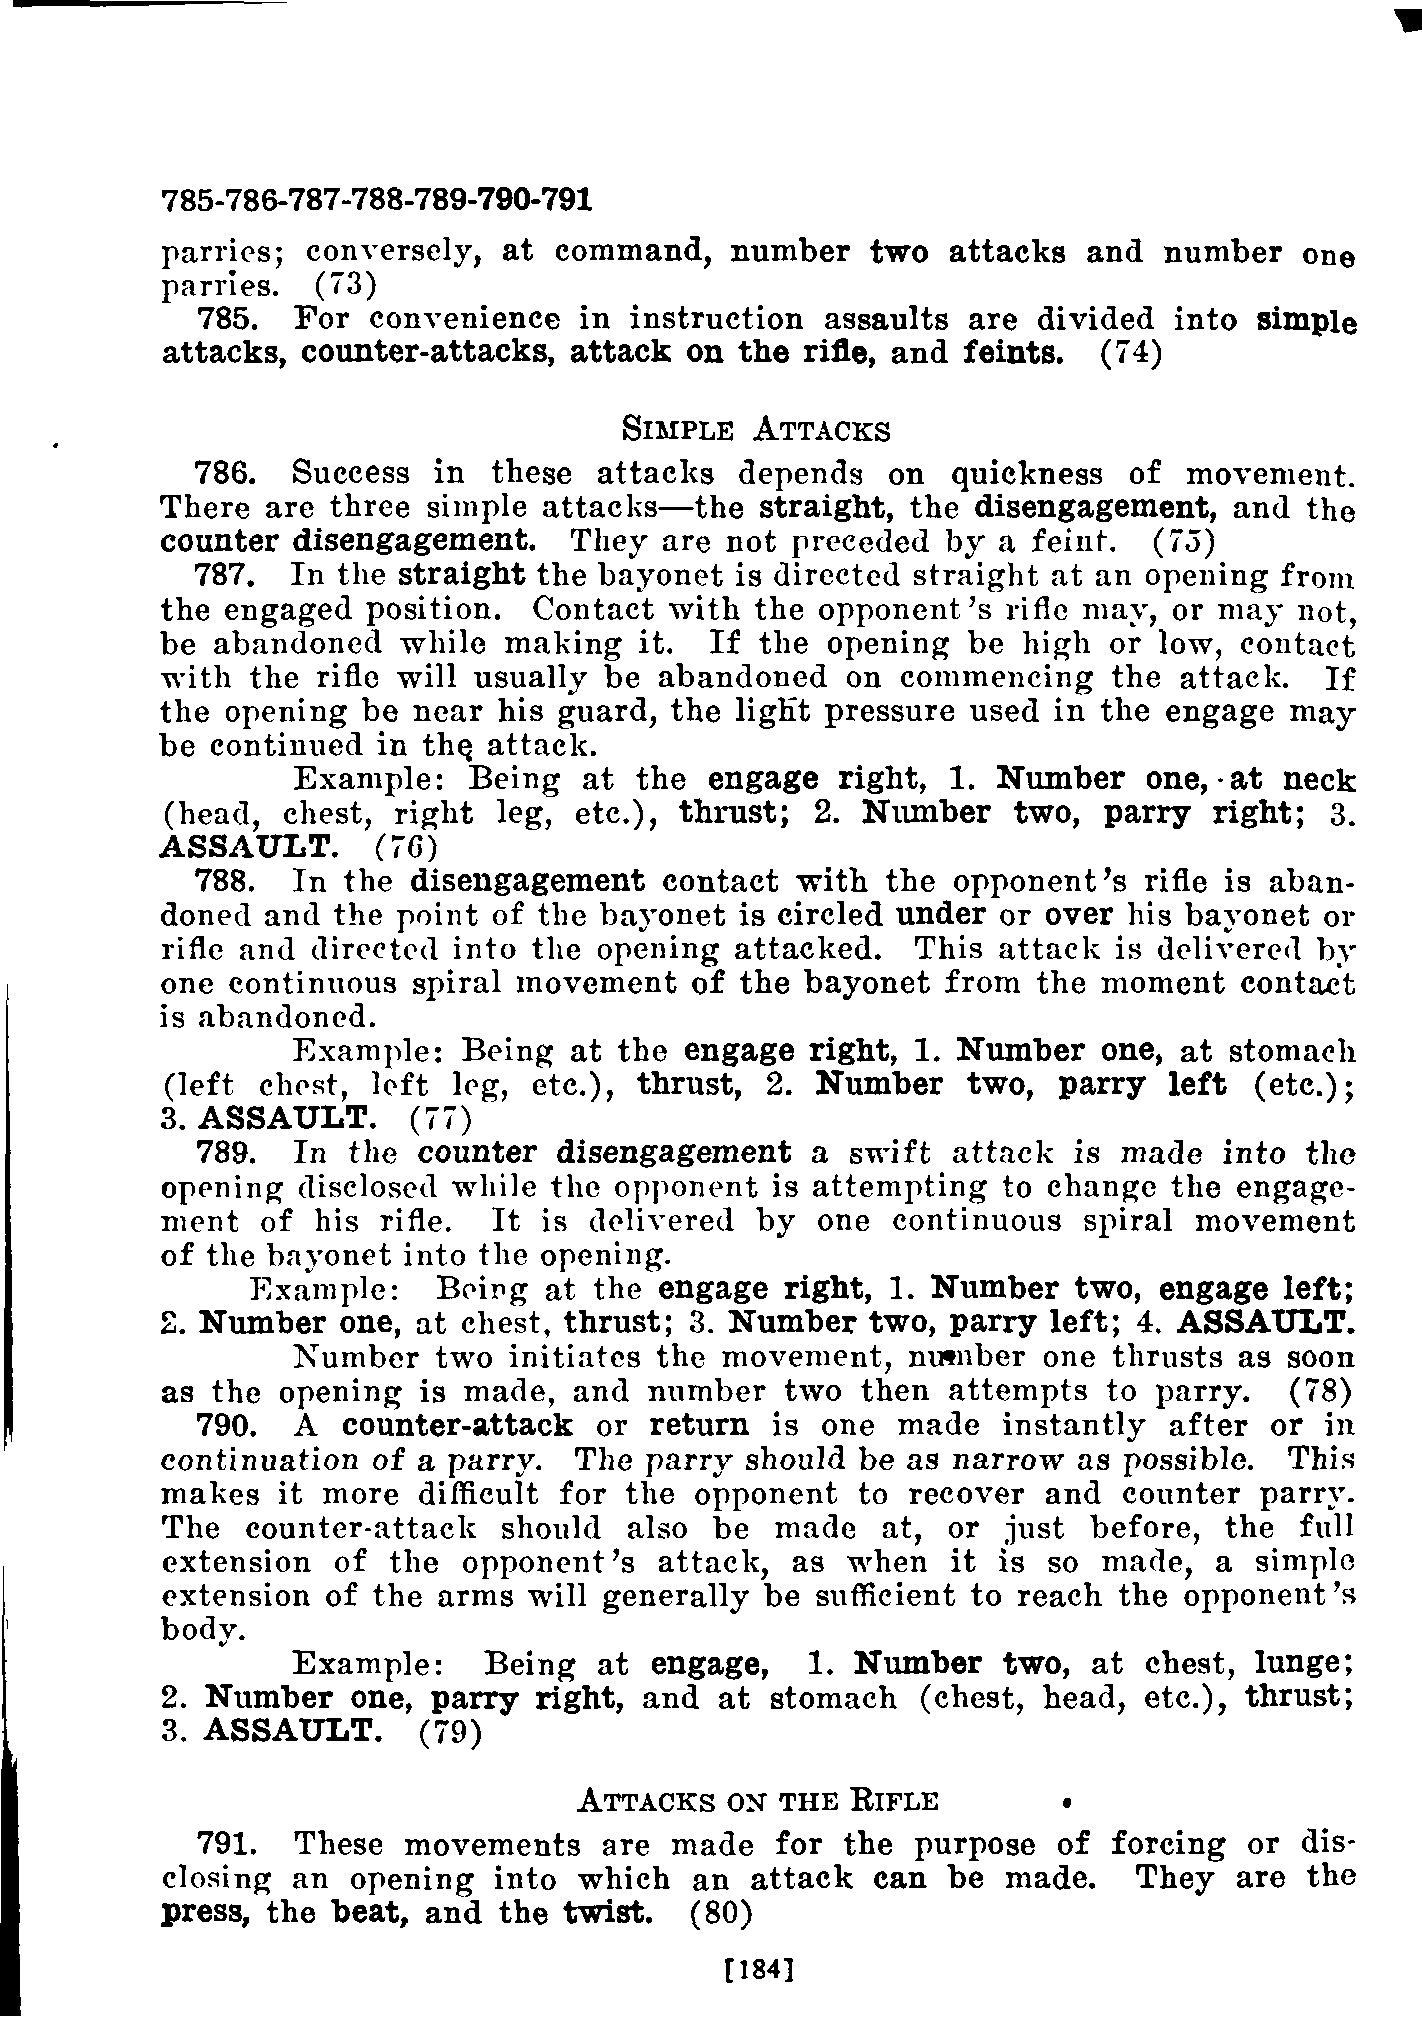 785-786-787-788-789-790-791
parries; conversely, at command, number two attacks and number one
parries. (73)
785. For convenience in instruction assaults are divided into simple
attacks, counter-attacks, attack on the rifle, and feints. (74)
SIMPLE ATTACKS
786. Success in these attacks depends on quickness of movement.
There are three simple attacks—the straight, the disengagement, and the
counter disengagement. They are not preceded by a feint. (75)
787. In the straight the bayonet is directed straight at an opening from
the engaged position. Contact with the opponent's rifle may, or may not,
be abandoned while making it. If the opening be high or low, contact
with the rifle will usually be abandoned on commencing the attack. If
the opening be near his guard, the light pressure used in the engage may
be continued in the attack.
Example: Being at the engage right, 1. Number one, at neck
(head, chest, right leg, etc.), thrust; 2. Number two, parry right; 3.
ASSAULT. (76)
788. In the disengagement contact with the opponent's rifle is aban-
doned and the point of the bayonet is circled under or over his bayonet or
rifle and directed into the opening attacked. This attack is delivered by
one continuous spiral movement of the bayonet from the moment contact
is abandoned.
Example: Being at the engage right, 1. Number one, at stomach
(left chest, left leg, etc.), thrust, 2. Number two, parry left (etc.);
3. ASSAULT. (77)
789. In the counter disengagement a swift attack is made into the
opening disclosed while the opponent is attempting to change the engage-
ment of his rifle. It is delivered by one continuous spiral movement
of the bayonet into the opening.
Example: Being at the engage right, 1. Number two, engage left;
2. Number one, at chest, thrust; 3. Number two, parry left; 4. ASSAULT.
Number two initiates the movement, number one thrusts as soon
as the opening is made, and number two then attempts to parry. (78)
790. A counter-attack or return is one made instantly after or in
continuation of a parry. The parry should be as narrow as possible. This
makes it more difficult for the opponent to recover and counter parry.
The counter-attack should also be made at, or just before, the full
extension of the opponent's attack, as when it is so made, a simple
extension of the arms will generally be sufficient to reach the opponent's
body.
Example: Being at engage, 1. Number two, at chest, lunge;
2. Number one, parry right, and at stomach (chest, head, etc.), thrust;
3. ASSAULT. (79)
ATTACKS ON THE RIFLE
791. These movements are made for the purpose of forcing or dis-
closing an opening into which an attack can be made. They are the
press, the beat, and the twist. (80)
[184]